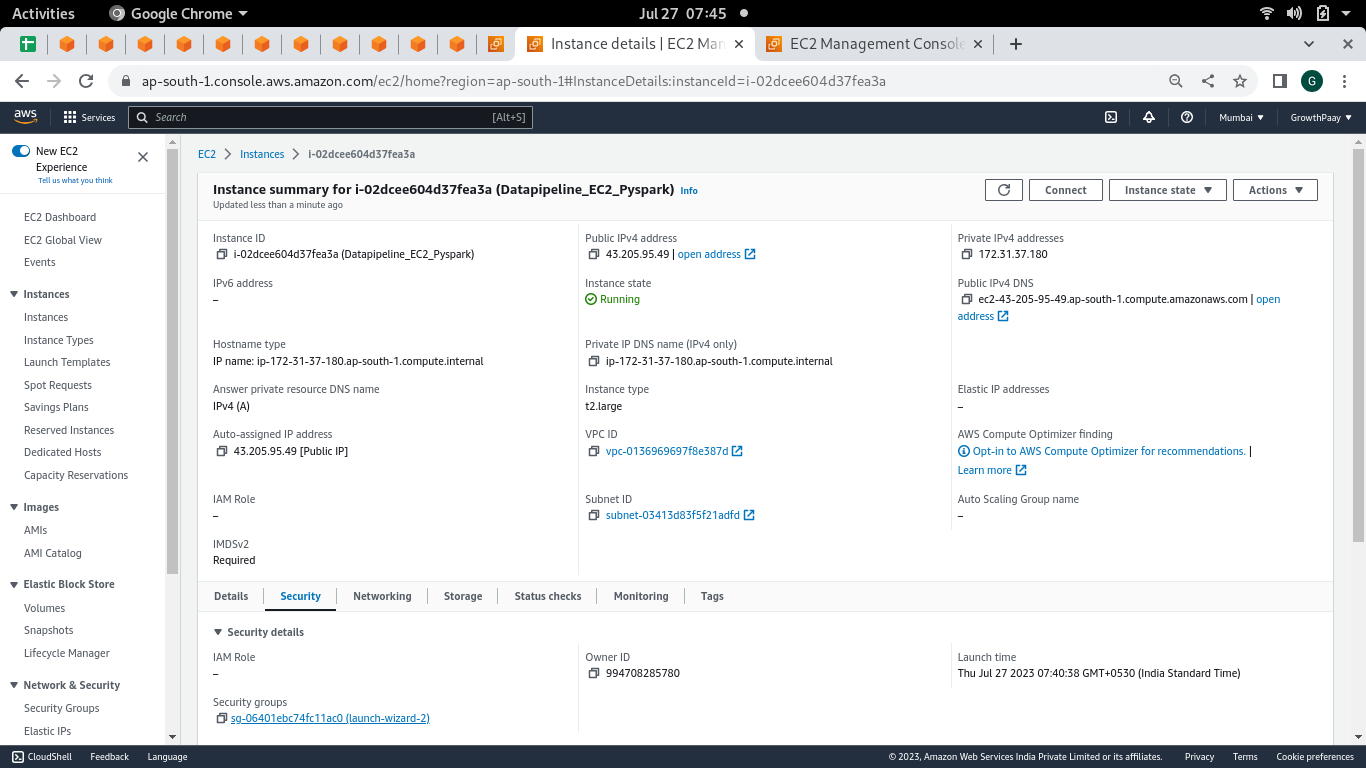 Activities
Google Chrome
Jul 27 07:45
Instance details | EC2 Man
EC2 Management Console
ap-south-1.console.aws.amazon.com/ec2/home?region=ap-south-1#InstanceDetails:instanceId=i-02dcee604d37fea3a
G
aws
Services
Search
[Alt+S]
Mumbai
GrowthPaay
New EC2
Experience
Tell us what you think
EC2 Dashboard
EC2 Global View
Events
Instances
Instances
Instance Types
Launch Templates
Spot Requests
Savings Plans
Reserved Instances
Dedicated Hosts
Capacity Reservations
Images
AMIs
AMI Catalog
Elastic Block Store
Volumes
Snapshots
Lifecycle Manager
Network & Security
Security Groups
Elastic IPs
EC2
Instances
i-02dcee604d37fea3a
Instance summary for i-02dcee604d37fea3a (Datapipeline_EC2_Pyspark) Info
Updated less than a minute ago
Connect
Instance state
Actions
Instance ID
i-02dcee604d37fea3a (Datapipeline_EC2_Pyspark)
Public IPv4 address
43.205.95.49 | open address
Private IPv4 addresses
172.31.37.180
IPv6 address
–
Instance state
Running
Public IPv4 DNS
ec2-43-205-95-49.ap-south-1.compute.amazonaws.com | open
address
Hostname type
IP name: ip-172-31-37-180.ap-south-1.compute.internal
Private IP DNS name (IPv4 only)
ip-172-31-37-180.ap-south-1.compute.internal
Answer private resource DNS name
IPv4 (A)
Instance type
t2.large
Elastic IP addresses
–
Auto-assigned IP address
43.205.95.49 [Public IP]
VPC ID
vpc-0136969697f8e387d
AWS Compute Optimizer finding
Opt-in to AWS Compute Optimizer for recommendations. |
Learn more
IAM Role
–
Subnet ID
subnet-03413d83f5f21adfd
Auto Scaling Group name
–
IMDSv2
Required
Details
Security
Networking
Storage
Status checks
Monitoring
Tags
Security details
IAM Role
–
Owner ID
994708285780
Launch time
Thu Jul 27 2023 07:40:38 GMT+0530 (India Standard Time)
Security groups
sg-06401ebc74fc11ac0 (launch-wizard-2)
CloudShell
Feedback
Language
© 2023, Amazon Web Services India Private Limited or its affiliates.
Privacy
Terms
Cookie preferences